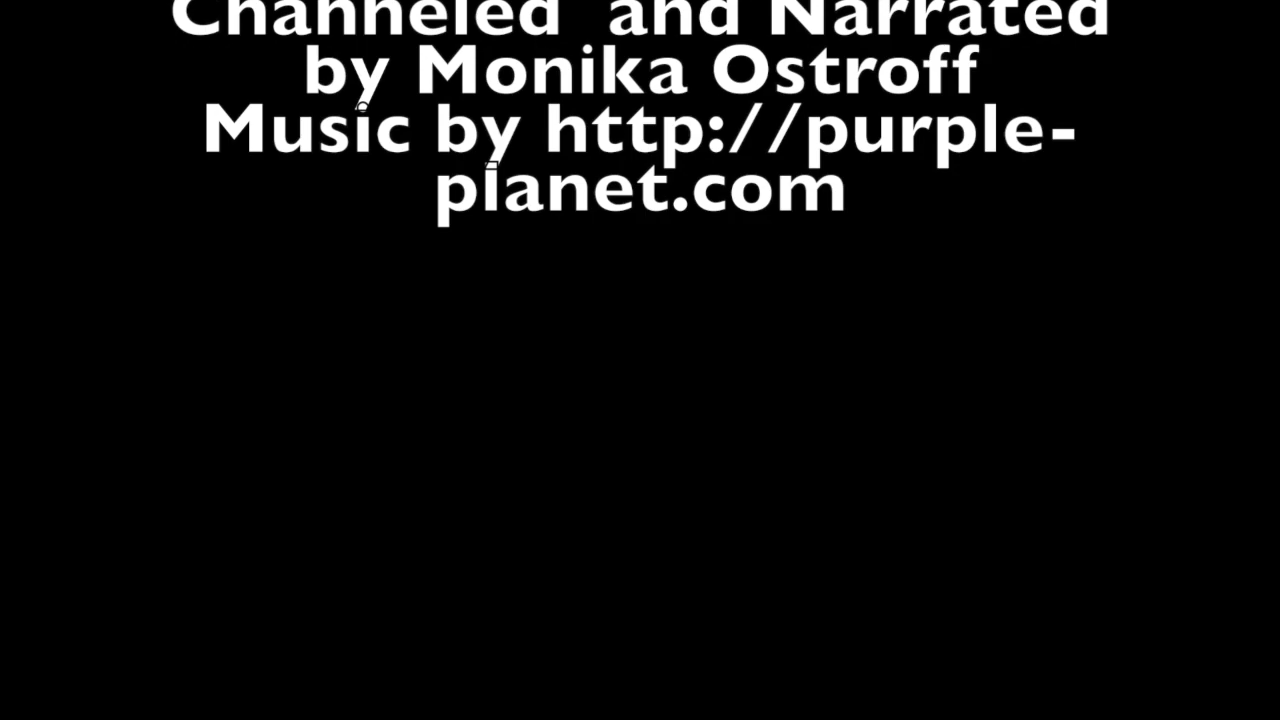 Channeled  and Narrated
by Monika Ostroff
Music by http://purple-
planet.com